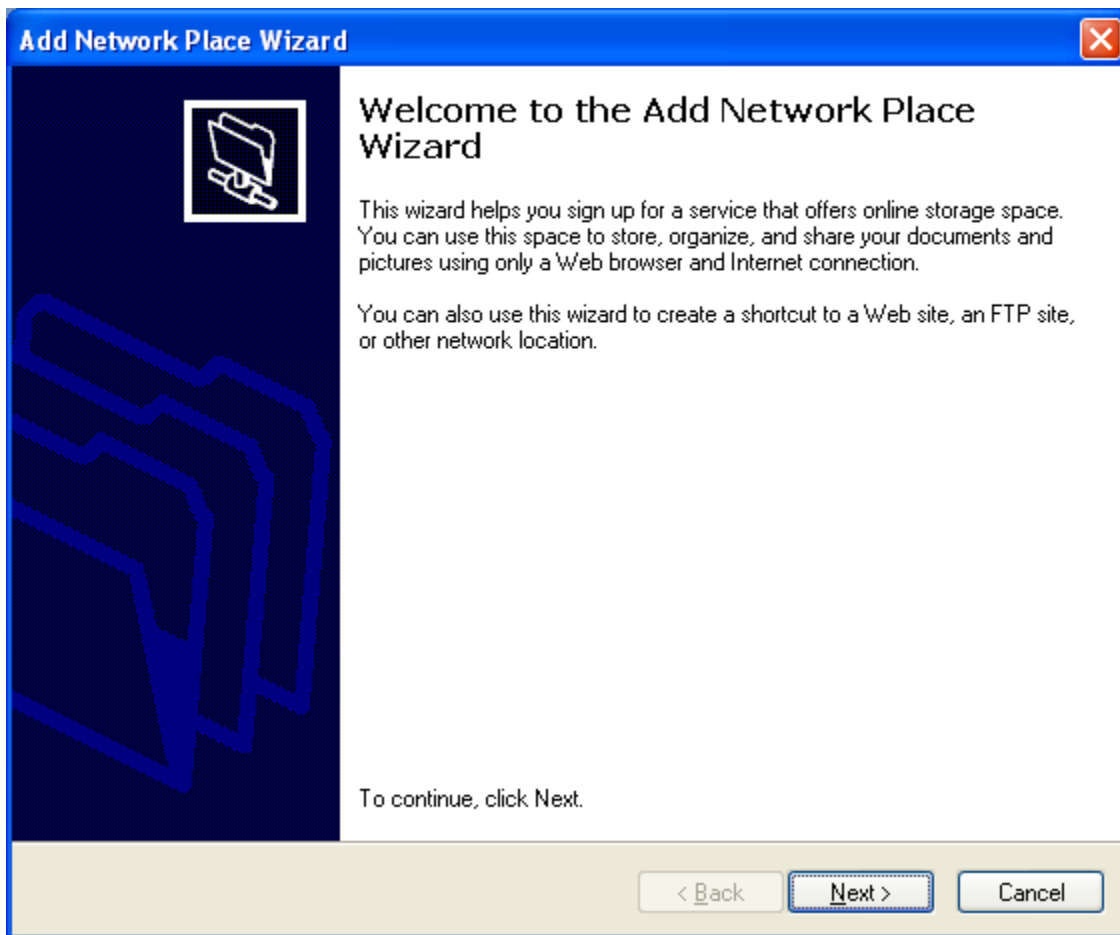 Add Network Place Wizard
Welcome to the Add Network Place
Wizard
This wizard helps you sign up for a service that offers online storage space.
You can use this space to store, organize, and share your documents and
pictures using only a Web browser and Internet connection.
You can also use this wizard to create a shortcut to a Web site, an FTP site,
or other network location.
To continue, click Next.
< Back Next > Cancel